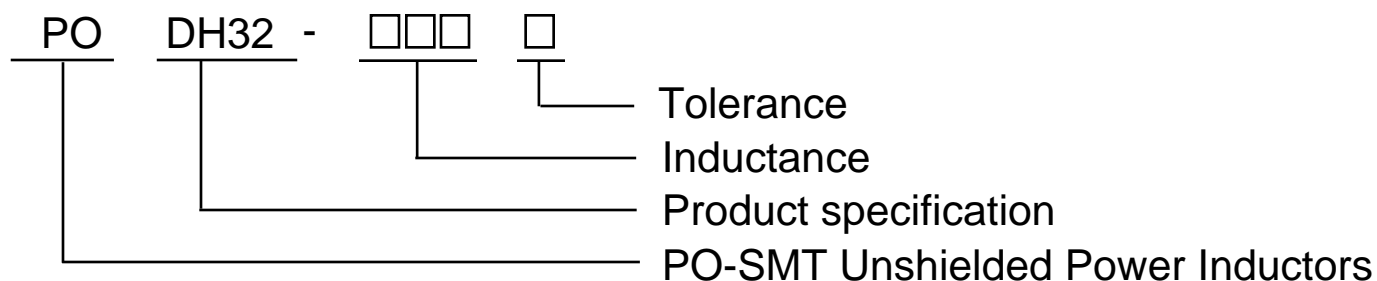 PO DH32 - □□□ □
Tolerance
Inductance
Product specification
PO-SMT Unshielded Power Inductors